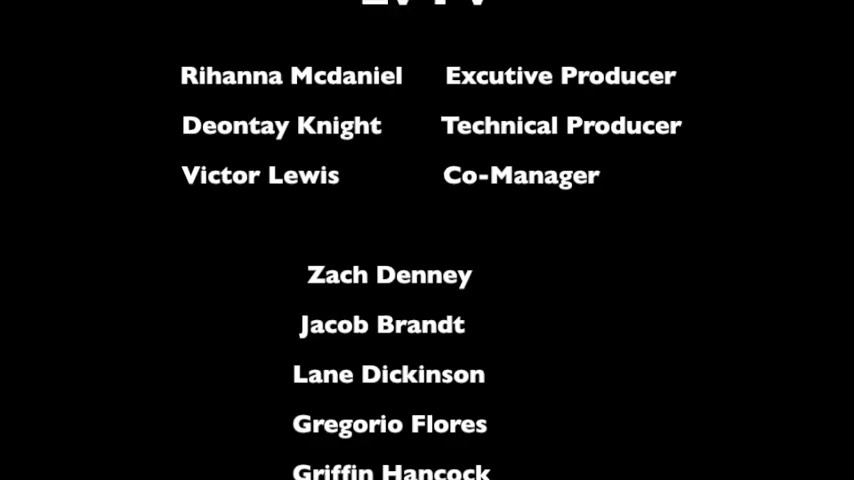 Rihanna Mcdaniel Excutive Producer
Deontay Knight Technical Producer
Victor Lewis Co-Manager
Zach Denney
Jacob Brandt
Lane Dickinson
Gregorio Flores
Griffin Hancock